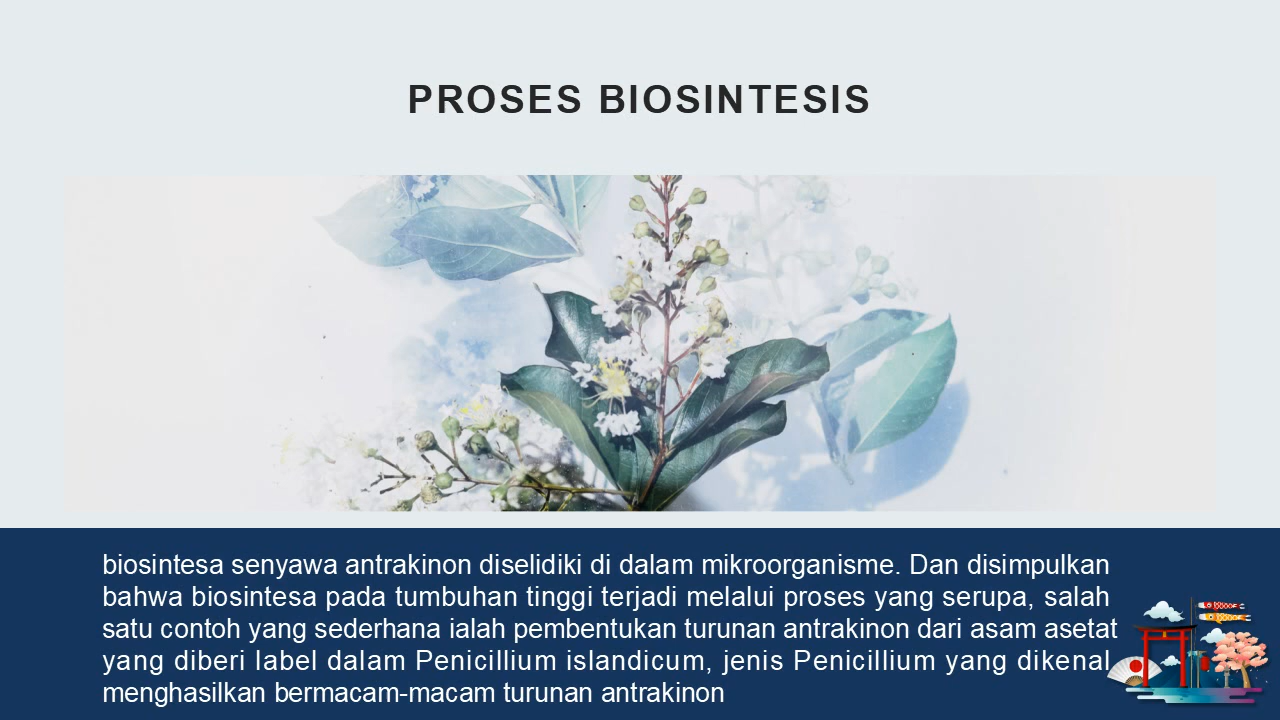 PROSES BIOSINTESIS
biosintesa senyawa antrakinon diselidiki di dalam mikroorganisme. Dan disimpulkan
bahwa biosintesa pada tumbuhan tinggi terjadi melalui proses yang serupa, salah
satu contoh yang sederhana ialah pembentukan turunan antrakinon dari asam asetat
yang diberi label dalam Penicillium islandicum, jenis Penicillium yang dikenal
menghasilkan bermacam-macam turunan antrakinon